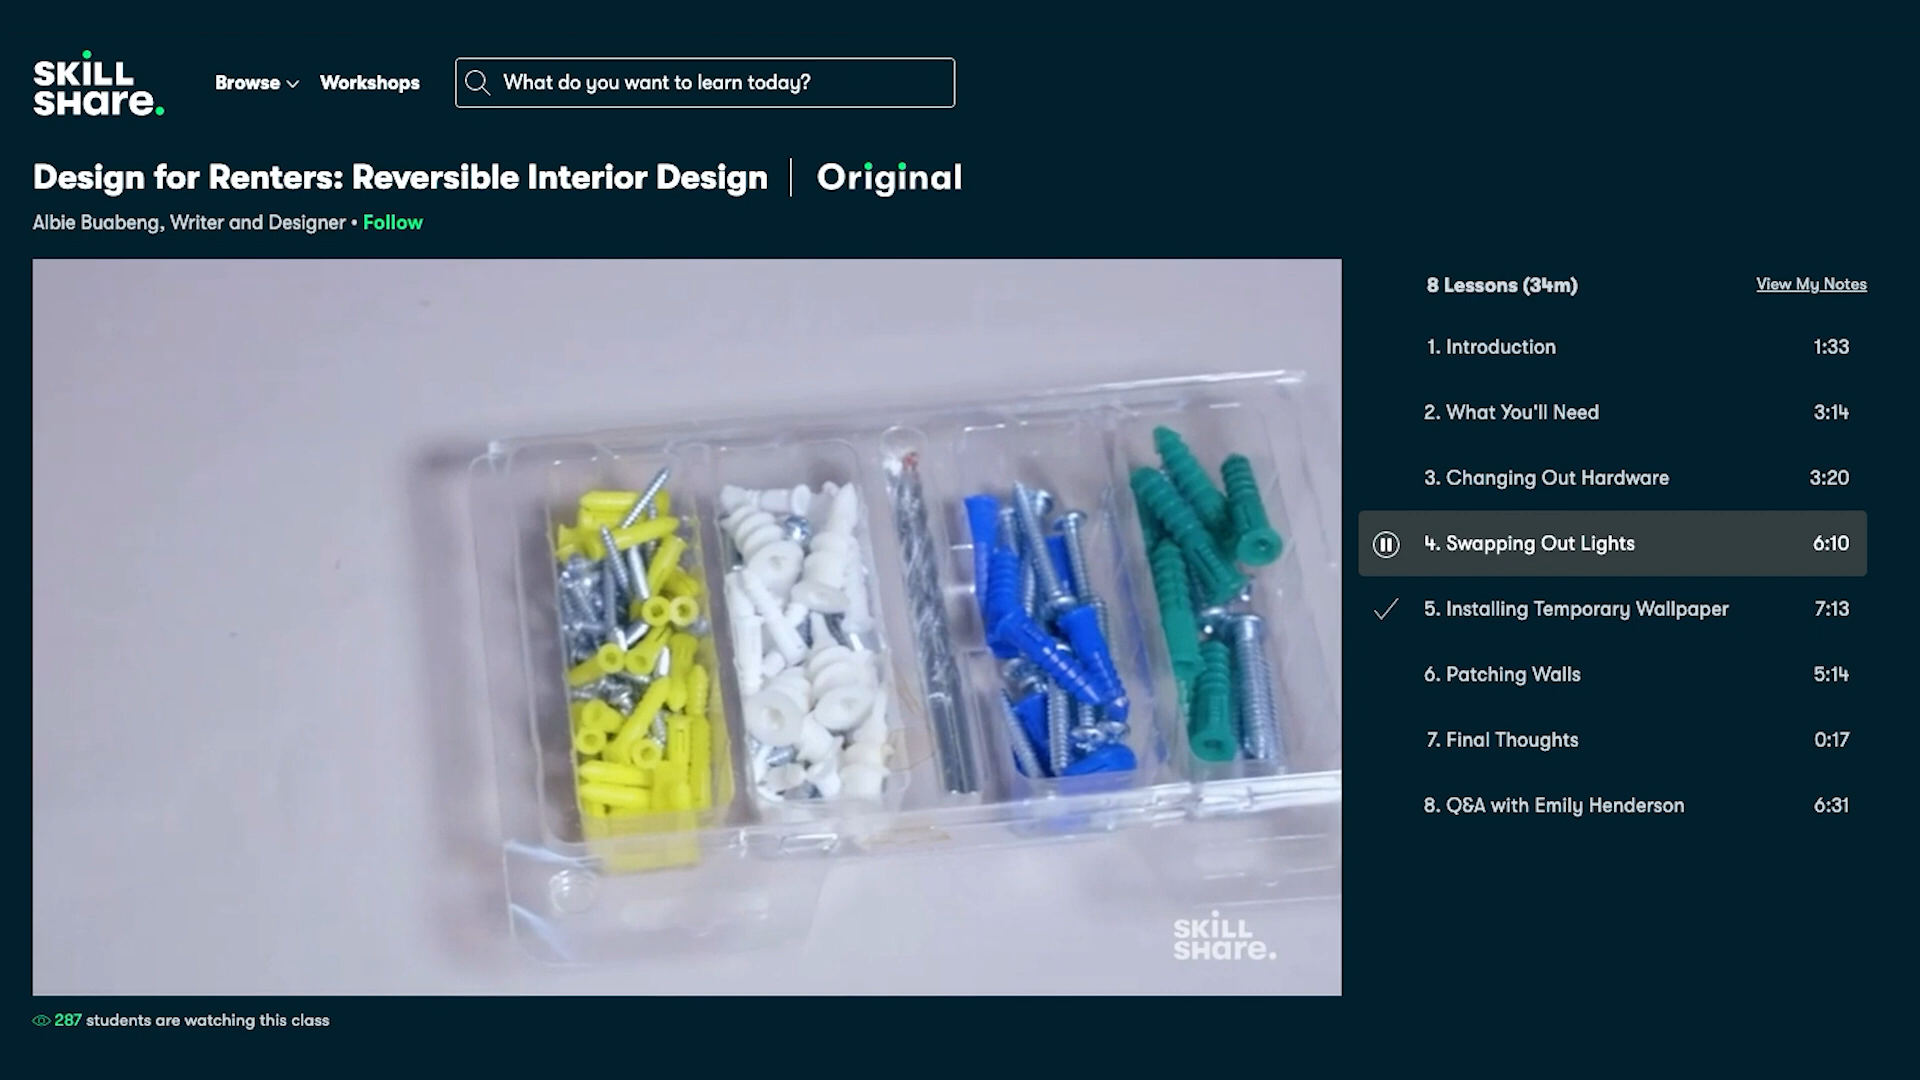 SKILL
SHare.
Browse
Workshops
What do you want to learn today?
Design for Renters: Reversible Interior Design | Original
Albie Buabeng, Writer and Designer • Follow
8 Lessons (34m)
View My Notes
1. Introduction 1:33
2. What You'll Need 3:14
3. Changing Out Hardware 3:20
4. Swapping Out Lights 6:10
5. Installing Temporary Wallpaper 7:13
6. Patching Walls 5:14
7. Final Thoughts 0:17
8. Q&A with Emily Henderson 6:31
SKILL
SHare.
287 students are watching this class